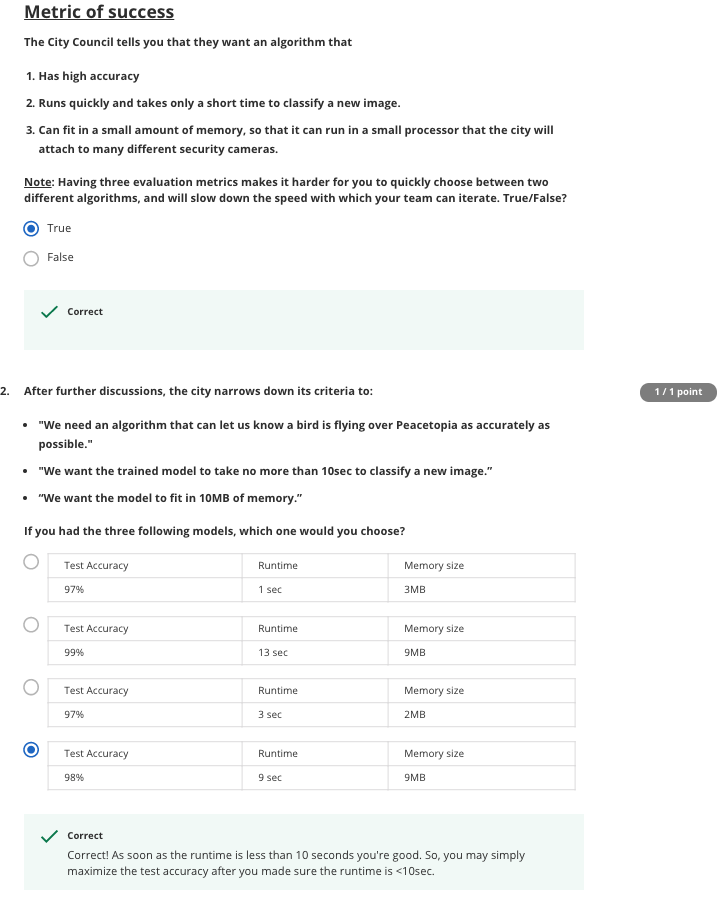 Metric of success
The City Council tells you that they want an algorithm that
1. Has high accuracy
2. Runs quickly and takes only a short time to classify a new image.
3. Can fit in a small amount of memory, so that it can run in a small processor that the city will
attach to many different security cameras.
Note: Having three evaluation metrics makes it harder for you to quickly choose between two
different algorithms, and will slow down the speed with which your team can iterate. True/False?
True
False
Correct
2. After further discussions, the city narrows down its criteria to:
1 / 1 point
• "We need an algorithm that can let us know a bird is flying over Peacetopia as accurately as
possible."
• "We want the trained model to take no more than 10sec to classify a new image.”
• “We want the model to fit in 10MB of memory.”
If you had the three following models, which one would you choose?
Test Accuracy Runtime Memory size
97% 1 sec 3MB
Test Accuracy Runtime Memory size
99% 13 sec 9MB
Test Accuracy Runtime Memory size
97% 3 sec 2MB
Test Accuracy Runtime Memory size
98% 9 sec 9MB
Correct
Correct! As soon as the runtime is less than 10 seconds you're good. So, you may simply
maximize the test accuracy after you made sure the runtime is <10sec.